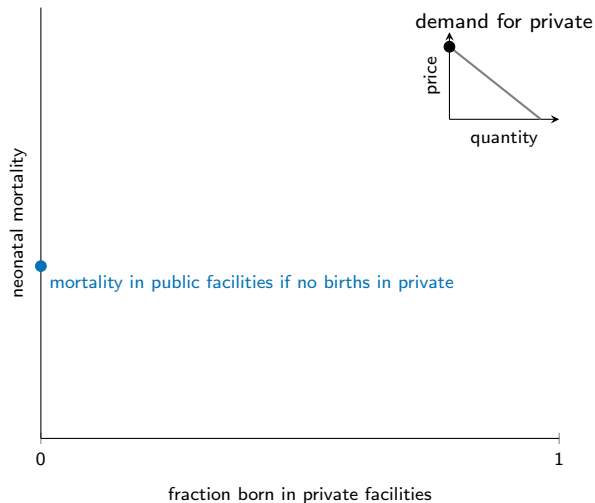 demand for private
price
quantity
neonatal mortality
mortality in public facilities if no births in private
0
1
fraction born in private facilities